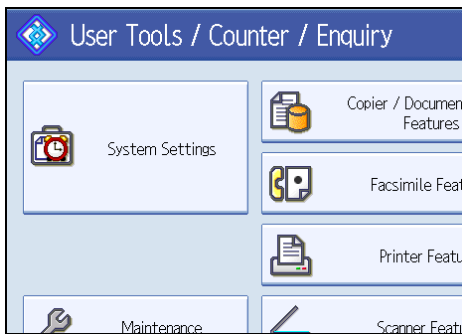 User Tools / Counter / Enquiry
System Settings
Copier / Documen
Features
Facsimile Feat
Printer Featu
Maintenance
Scanner Featu